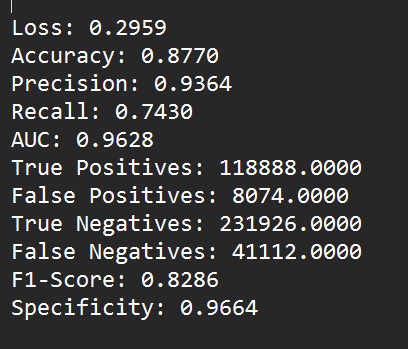 Loss: 0.2959
Accuracy: 0.8770
Precision: 0.9364
Recall: 0.7430
AUC: 0.9628
True Positives: 118888.0000
False Positives: 8074.0000
True Negatives: 231926.0000
False Negatives: 41112.0000
F1-Score: 0.8286
Specificity: 0.9664